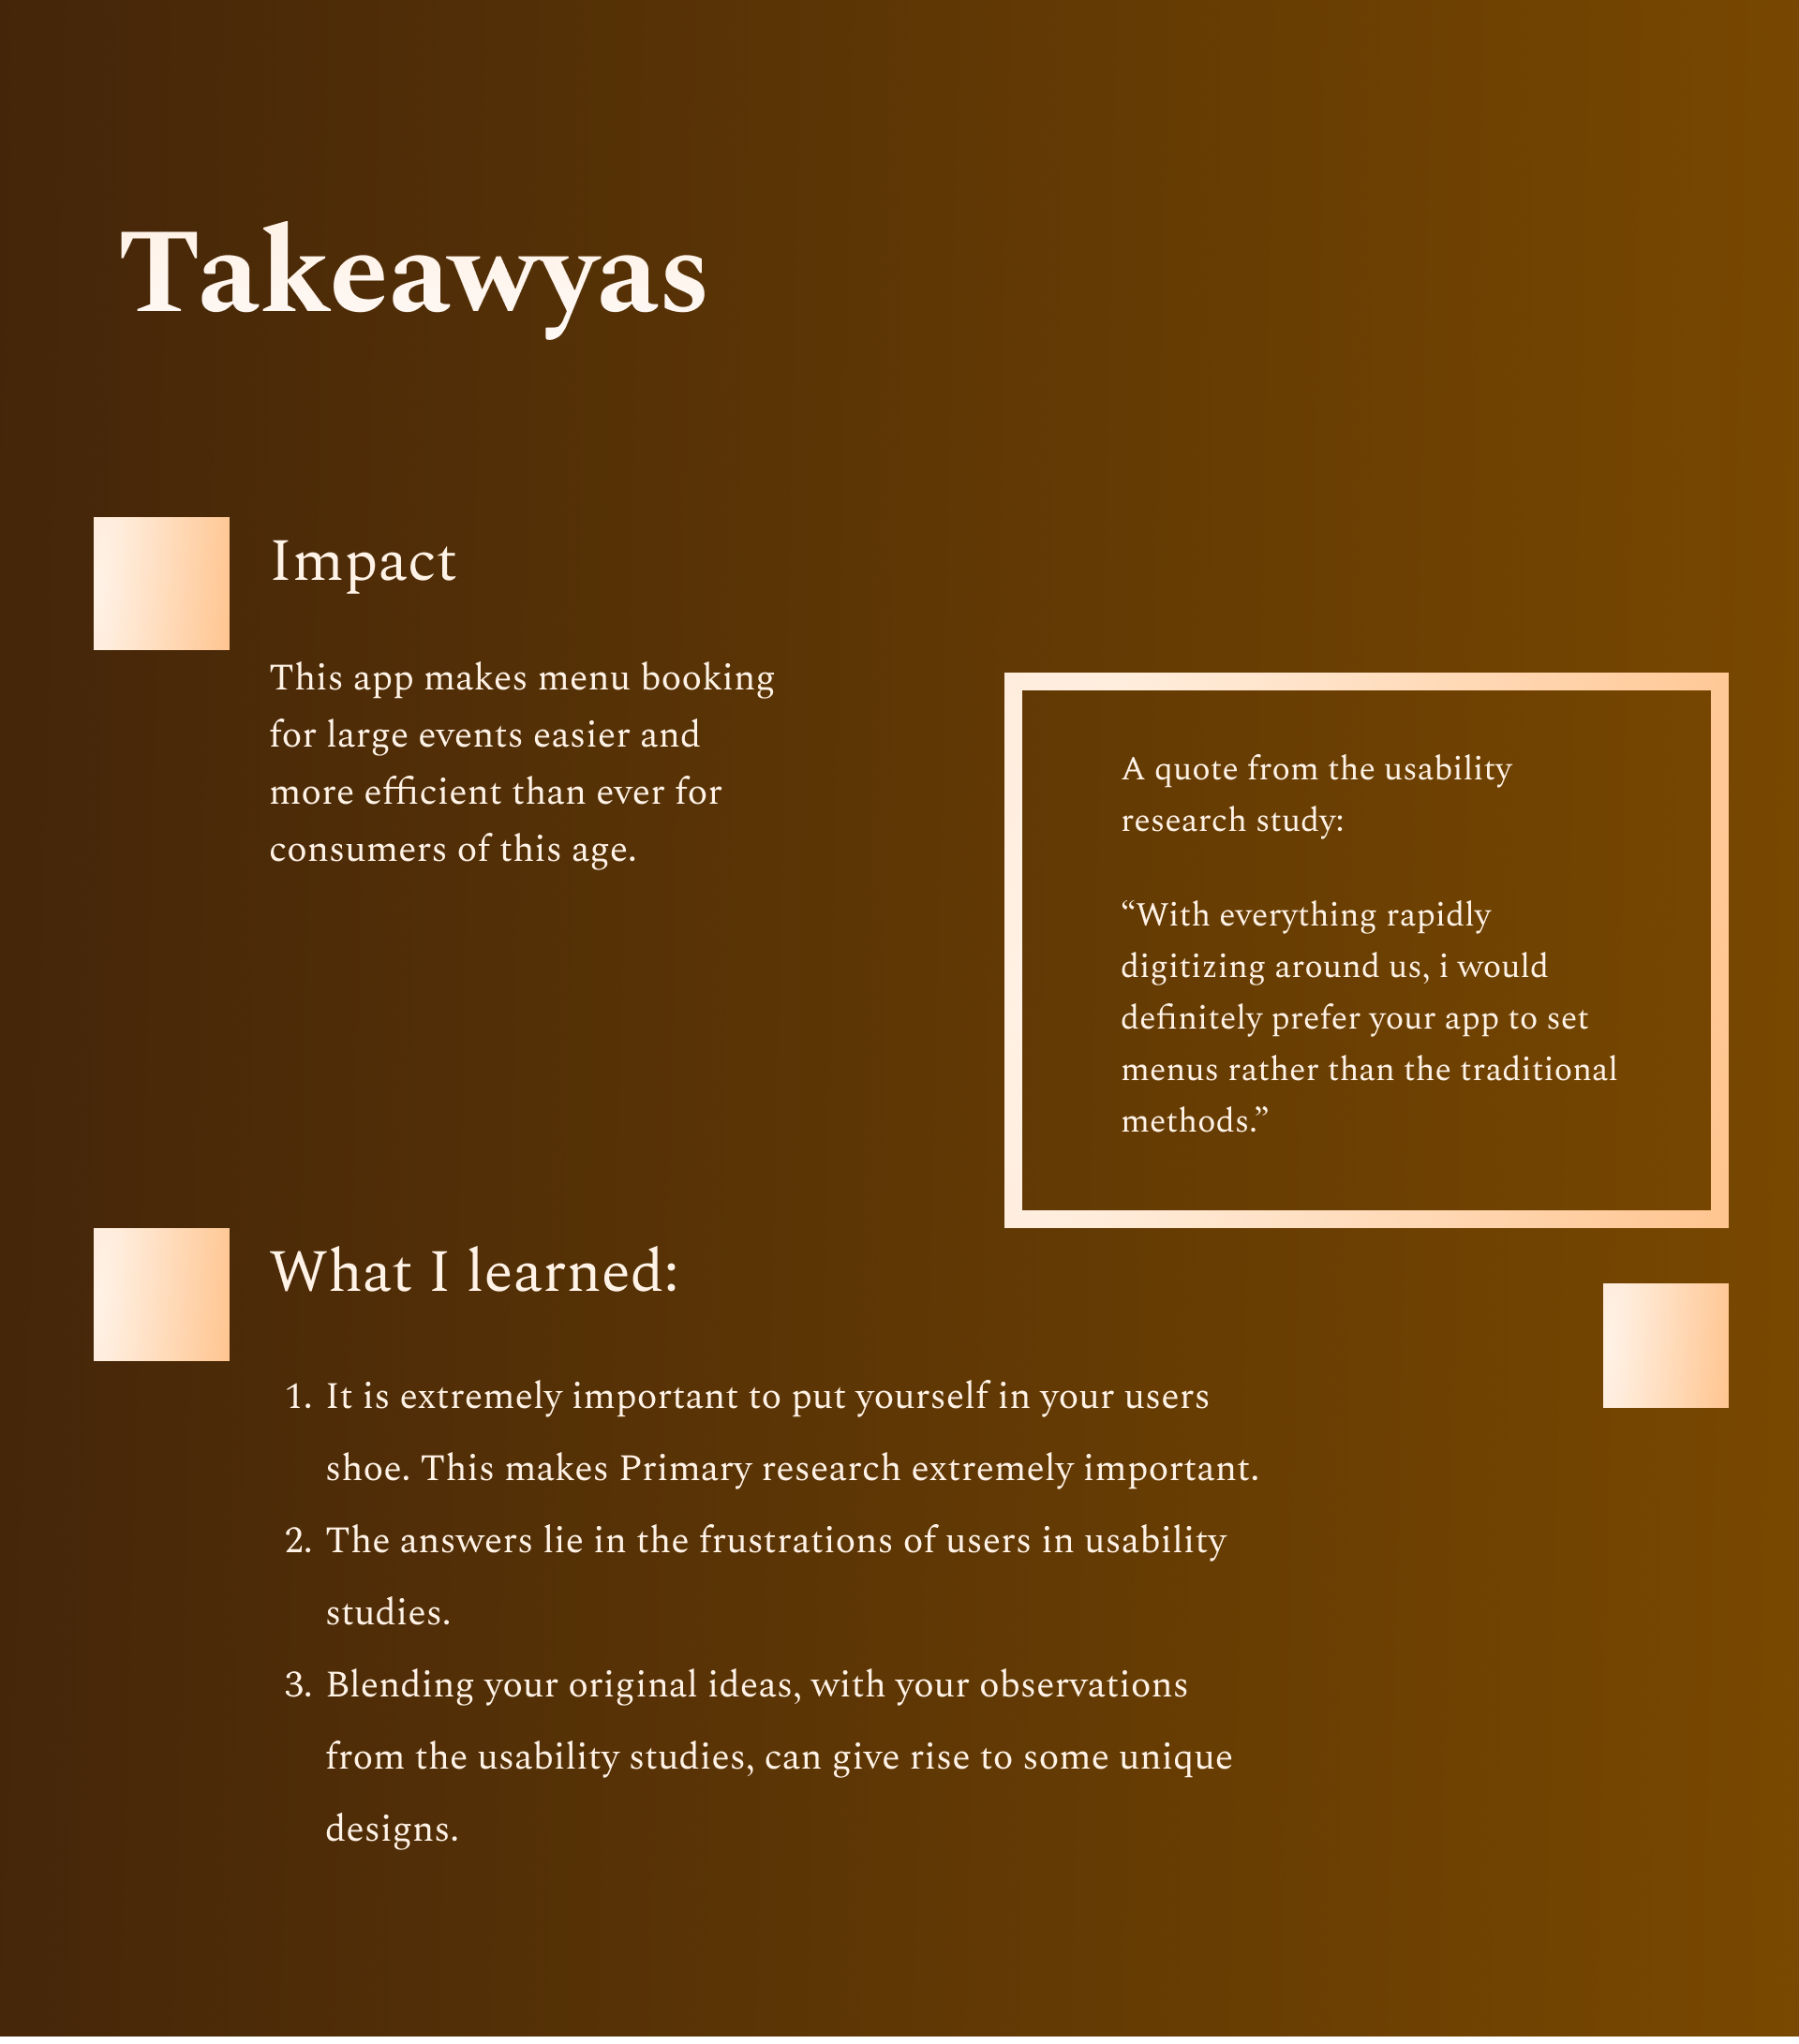 Takeawyas
Impact
This app makes menu booking
for large events easier and
more efficient than ever for
consumers of this age.
A quote from the usability
research study:
“With everything rapidly
digitizing around us, i would
definitely prefer your app to set
menus rather than the traditional
methods.”
What I learned:
1. It is extremely important to put yourself in your users
shoe. This makes Primary research extremely important.
2. The answers lie in the frustrations of users in usability
studies.
3. Blending your original ideas, with your observations
from the usability studies, can give rise to some unique
designs.